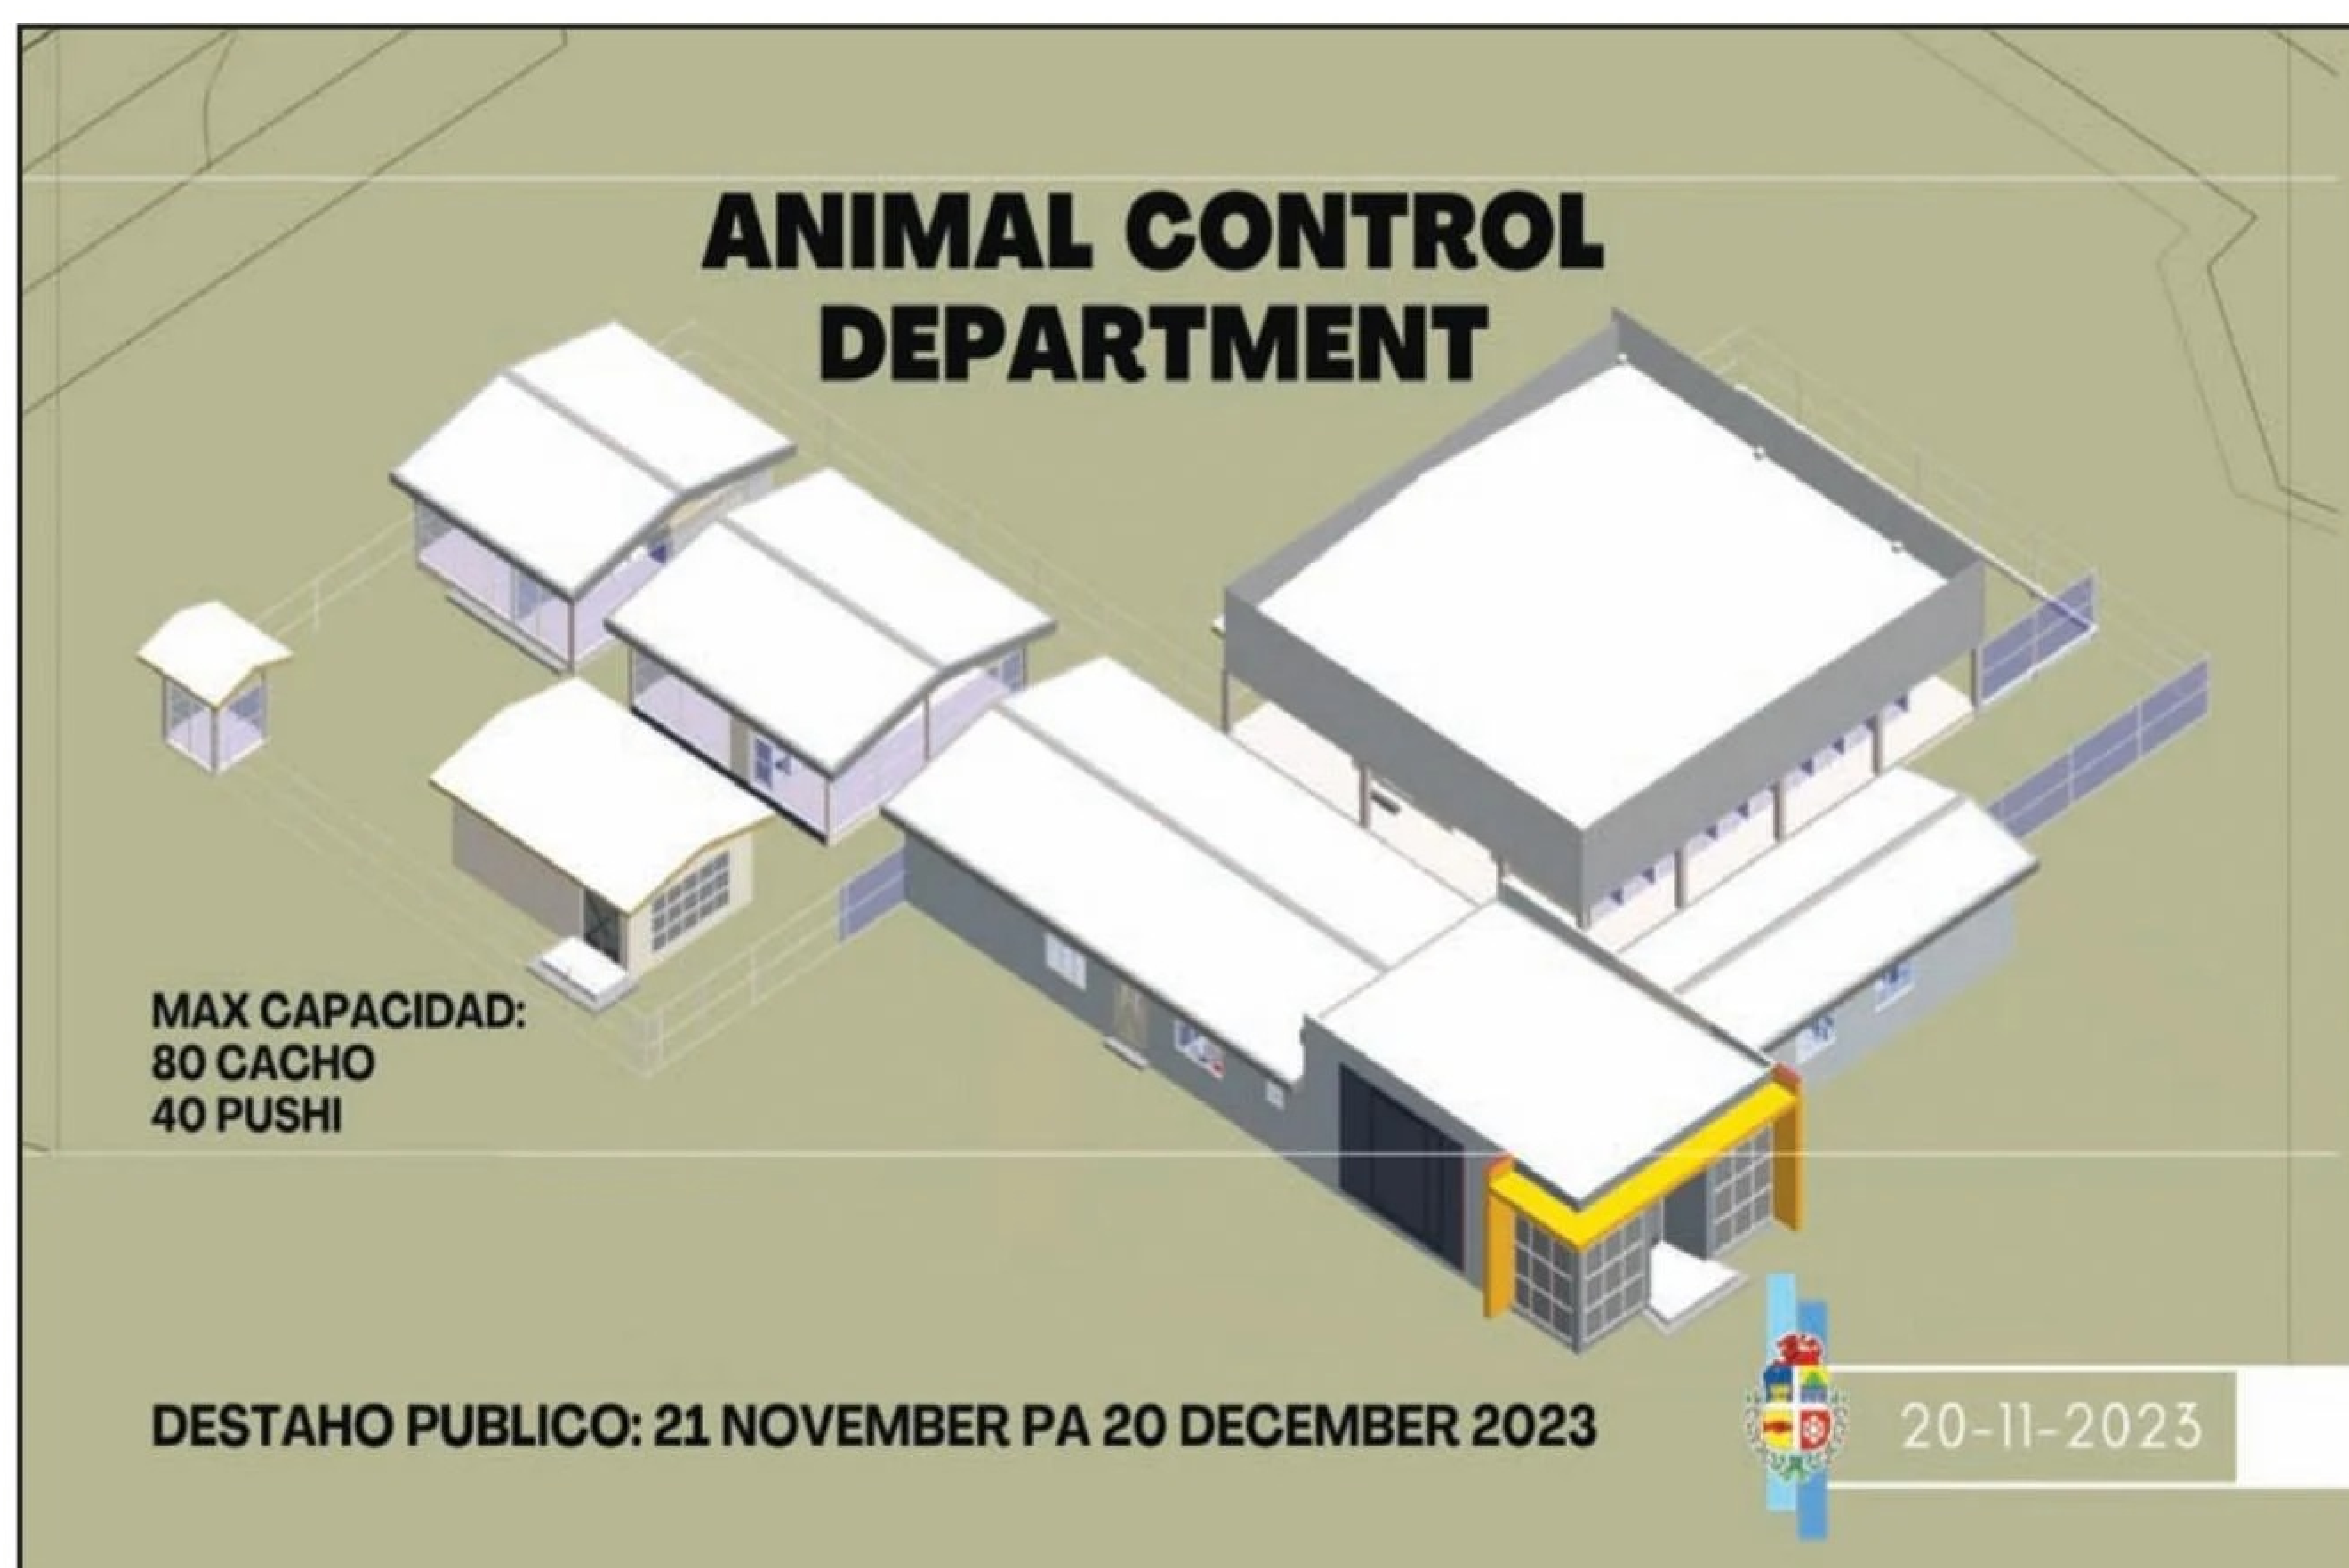 ANIMAL CONTROL
DEPARTMENT
MAX CAPACIDAD:
80 CACHO
40 PUSHI
DESTAHO PUBLICO: 21 NOVEMBER PA 20 DECEMBER 2023
20-11-2023